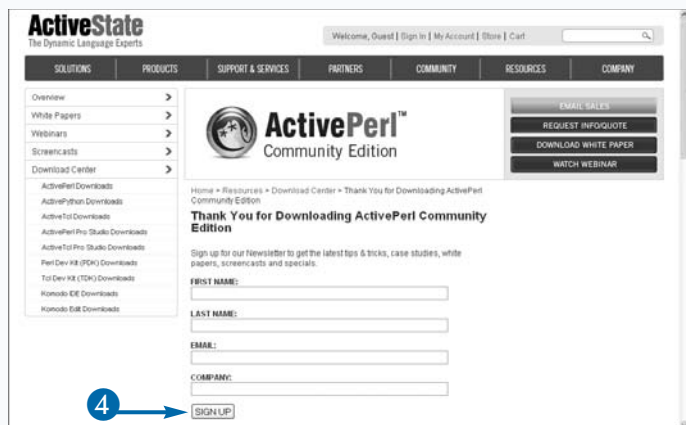 ActiveState
The Dynamic Language Experts
Welcome, Guest | Sign In | My Account | Store | Cart
SOLUTIONS
PRODUCTS
SUPPORT & SERVICES
PARTNERS
COMMUNITY
RESOURCES
COMPANY
Overview
White Papers
Webinars
Screencasts
Download Center
ActivePerl Downloads
ActivePython Downloads
ActiveTcl Downloads
ActivePerl Pro Studio Downloads
ActiveTcl Pro Studio Downloads
Perl Dev Kit (PDK) Downloads
Tcl Dev Kit (TDK) Downloads
Komodo IDE Downloads
Komodo Edit Downloads
ActivePerl™
Community Edition
EMAIL SALES
REQUEST INFO/QUOTE
DOWNLOAD WHITE PAPER
WATCH WEBINAR
Home » Resources » Download Center » Thank You for Downloading ActivePerl
Community Edition
Thank You for Downloading ActivePerl Community
Edition
Sign up for our Newsletter to get the latest tips & tricks, case studies, white
papers, screencasts and specials.
FIRST NAME:
LAST NAME:
EMAIL:
COMPANY:
4
SIGN UP